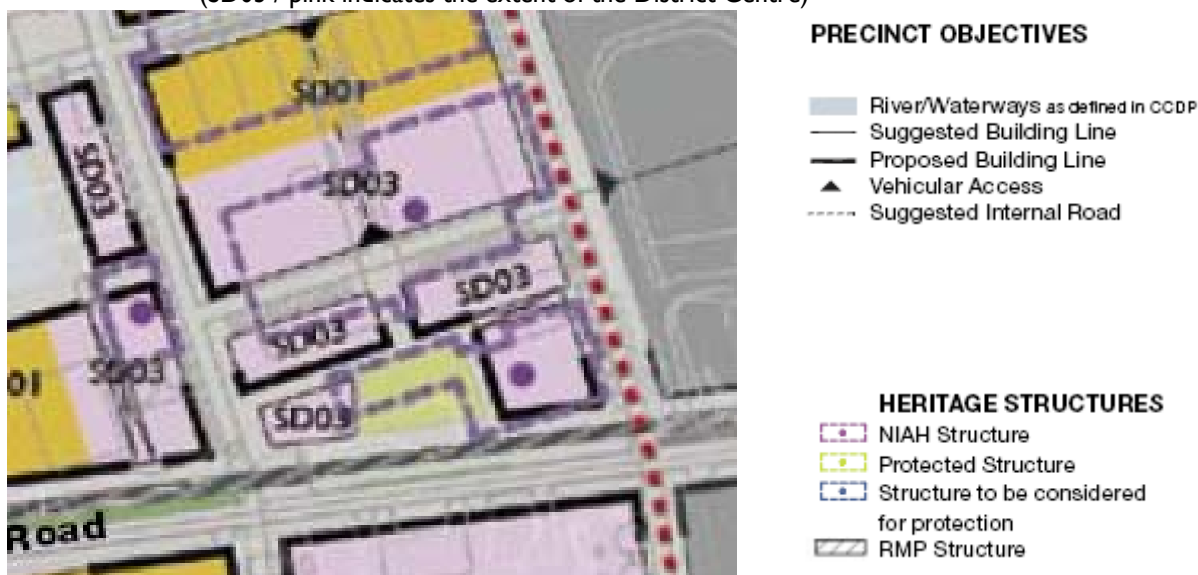 (SD03 / pink indicates the extent of the District Centre)
SD01
SD03
SD03
SD03
SD03
SD03
01
SD03
Road
PRECINCT OBJECTIVES
River/Waterways as defined in CCDP
Suggested Building Line
Proposed Building Line
Vehicular Access
Suggested Internal Road
HERITAGE STRUCTURES
NIAH Structure
Protected Structure
Structure to be considered
for protection
RMP Structure